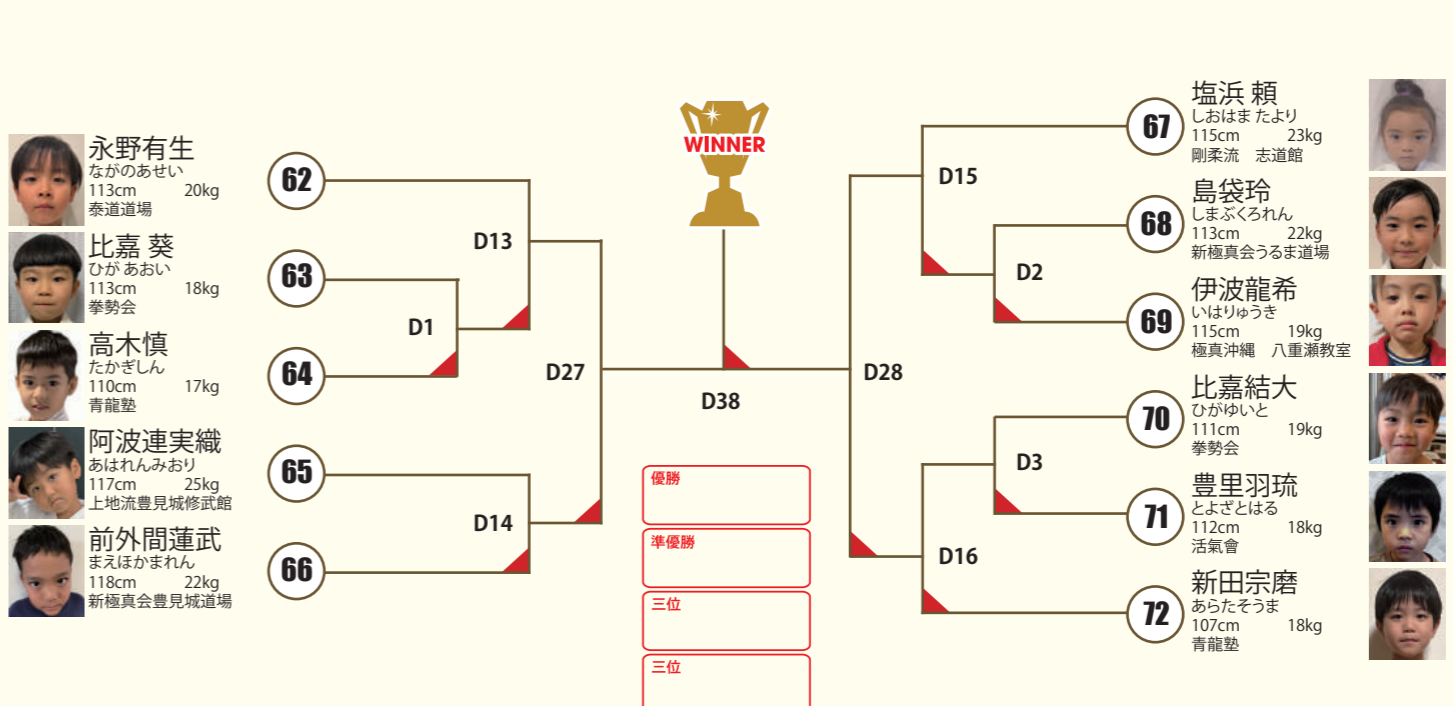 永野有生
ながのあせい
113cm 20kg
泰道道場
62
比嘉 葵
ひが あおい
113cm 18kg
拳勢会
63
高木慎
たかぎしん
110cm 17kg
青龍塾
64
阿波連実織
あはれんみおり
117cm 25kg
上地流豊見城修武館
65
前外間蓮武
まえほかまれん
118cm 22kg
新極真会豊見城道場
66
D13
D1
D27
D14
WINNER
D38
優勝
準優勝
三位
三位
D15
D2
D28
D3
D16
67
塩浜 頼
しおはま たより
115cm 23kg
剛柔流 志道館
68
島袋玲
しまぶくろれん
113cm 22kg
新極真会うるま道場
69
伊波龍希
いはりゅうき
115cm 19kg
極真沖縄 八重瀬教室
70
比嘉結大
ひがゆいと
111cm 19kg
拳勢会
71
豊里羽琉
とよざとはる
112cm 18kg
活氣會
72
新田宗磨
あらたそうま
107cm 18kg
青龍塾